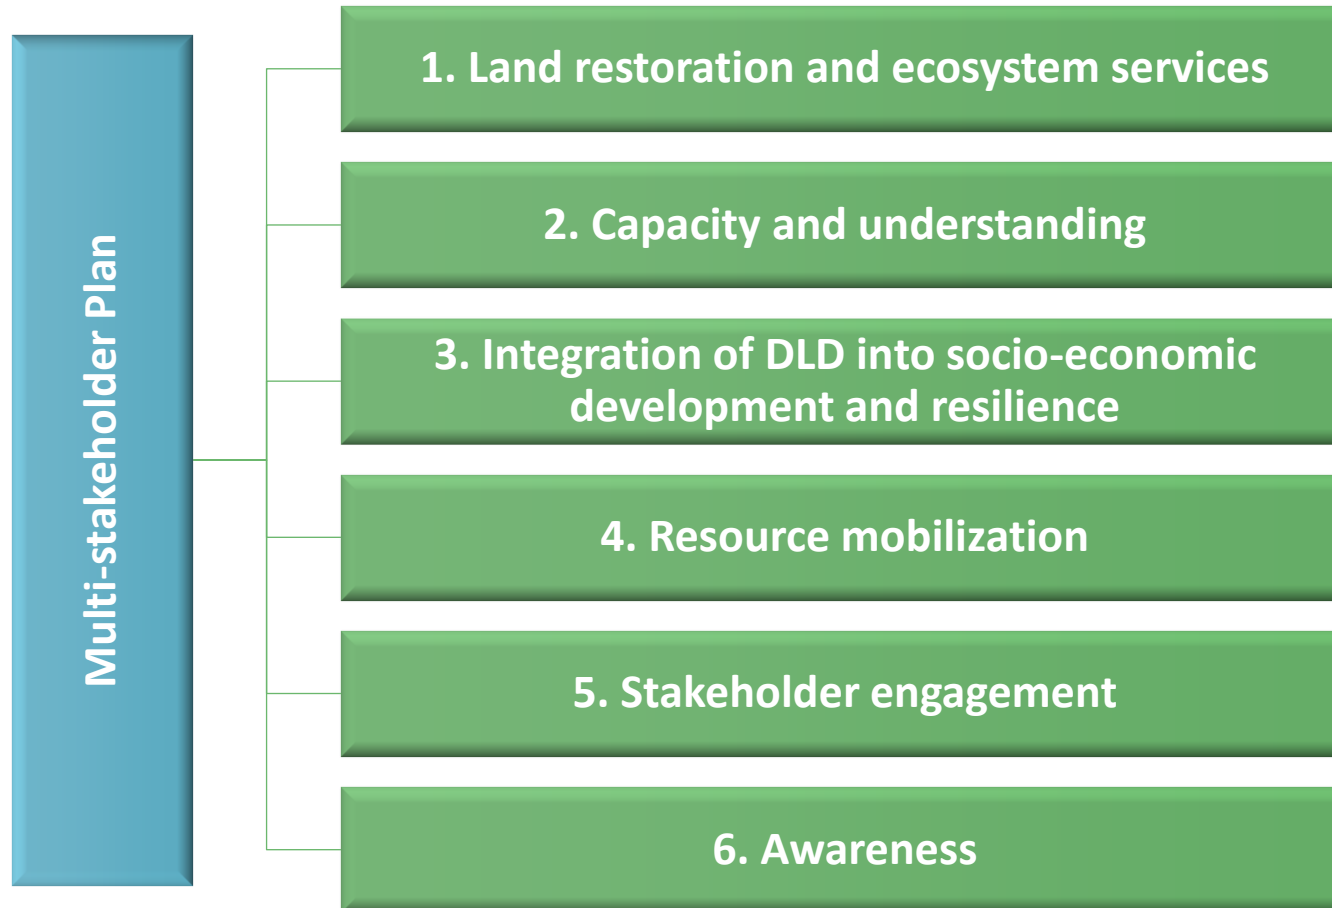 Multi-stakeholder Plan
1. Land restoration and ecosystem services
2. Capacity and understanding
3. Integration of DLD into socio-economic
development and resilience
4. Resource mobilization
5. Stakeholder engagement
6. Awareness